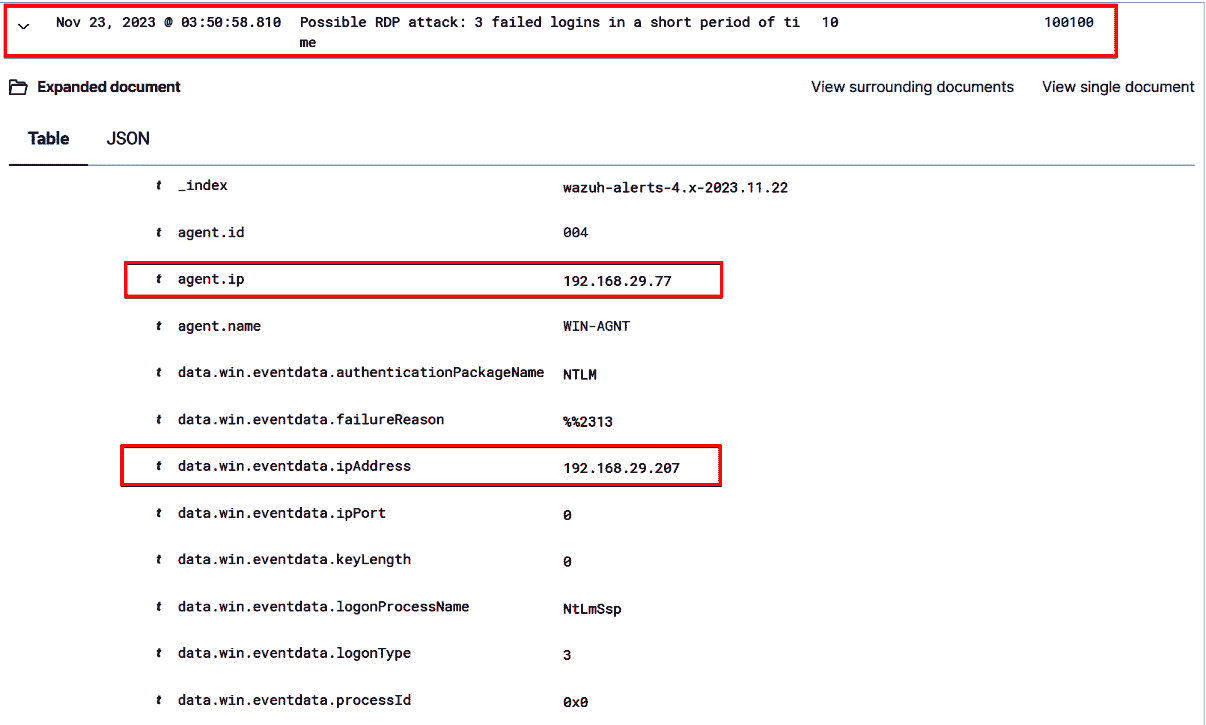 Nov 23, 2023 @ 03:50:58.810 Possible RDP attack: 3 failed logins in a short period of ti 10 100100
me
Expanded document View surrounding documents View single document
Table JSON
t _index wazuh-alerts-4.x-2023.11.22
t agent.id 004
t agent.ip 192.168.29.77
t agent.name WIN-AGNT
t data.win.eventdata.authenticationPackageName NTLM
t data.win.eventdata.failureReason %%2313
t data.win.eventdata.ipAddress 192.168.29.207
t data.win.eventdata.ipPort 0
t data.win.eventdata.keyLength 0
t data.win.eventdata.logonProcessName NtLmSsp
t data.win.eventdata.logonType 3
t data.win.eventdata.processId 0x0